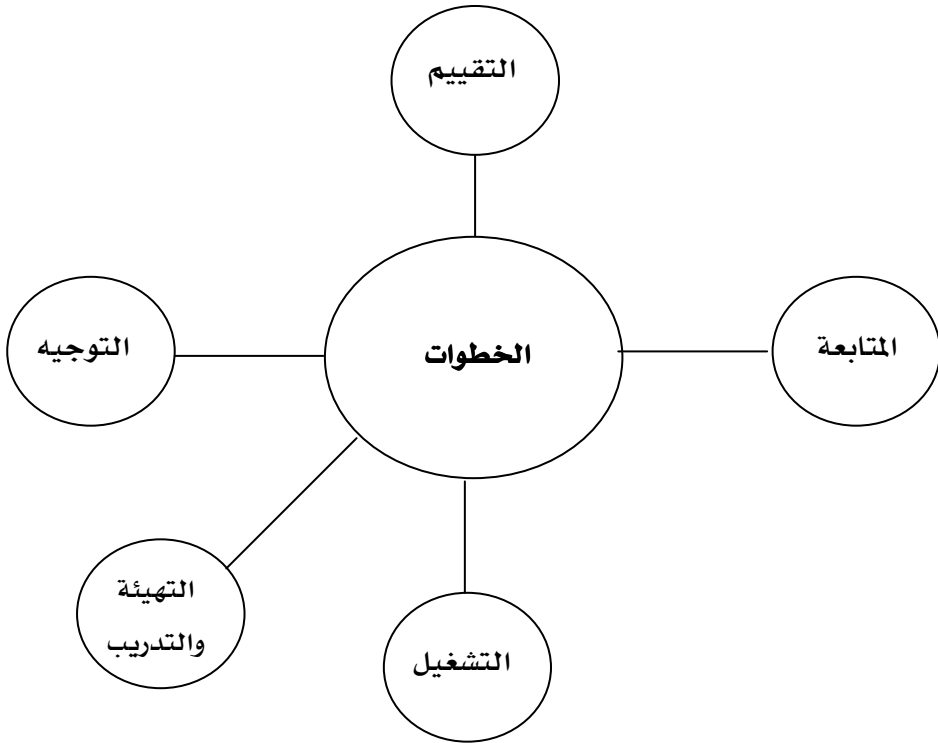 التقييم
التوجيه
الخطوات
المتابعة
التهيئة
والتدريب
التشغيل